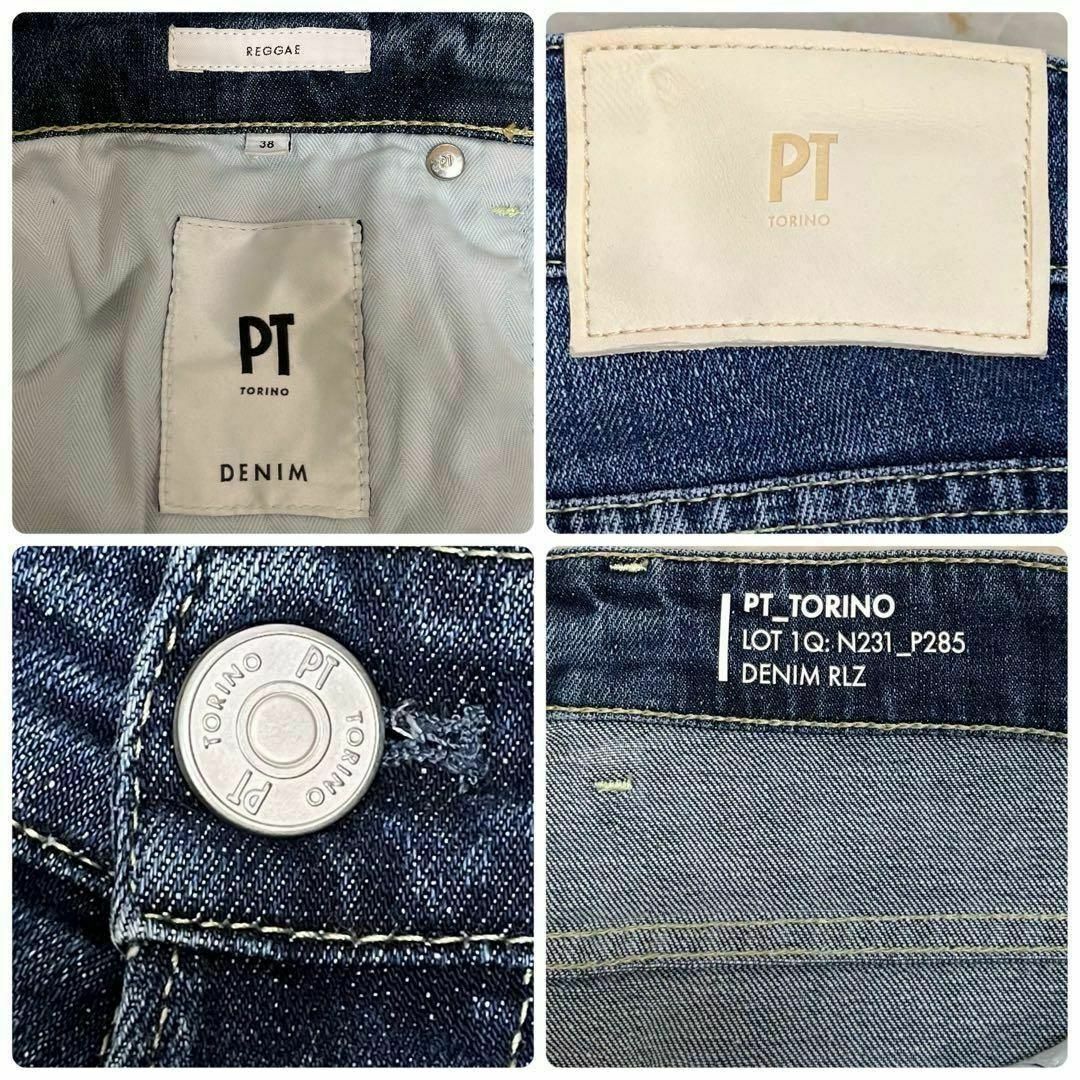 REGGAE
38
PT
PT
TORINO
DENIM
PT
TORINO
PT TORINO PT TORINO
PT_TORINO
LOT 1Q: N231_P285
DENIM RLZ